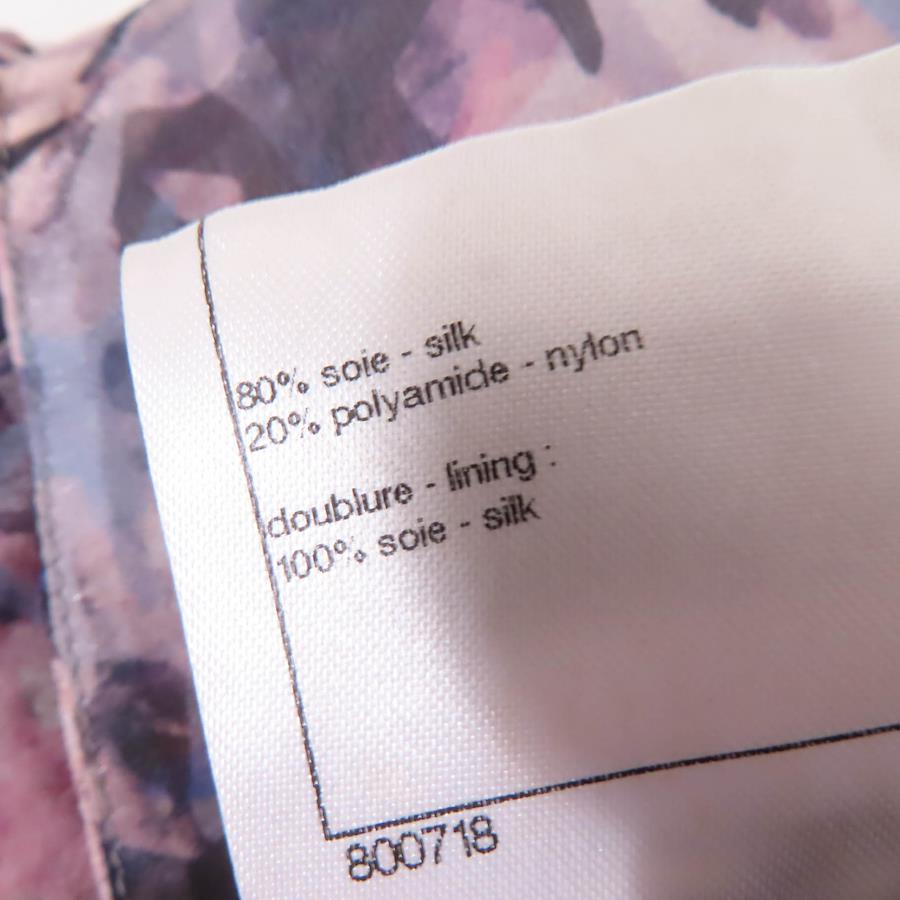 80% soie - silk
20% polyamide - nylon
doublure - lining :
100% soie - silk
800718